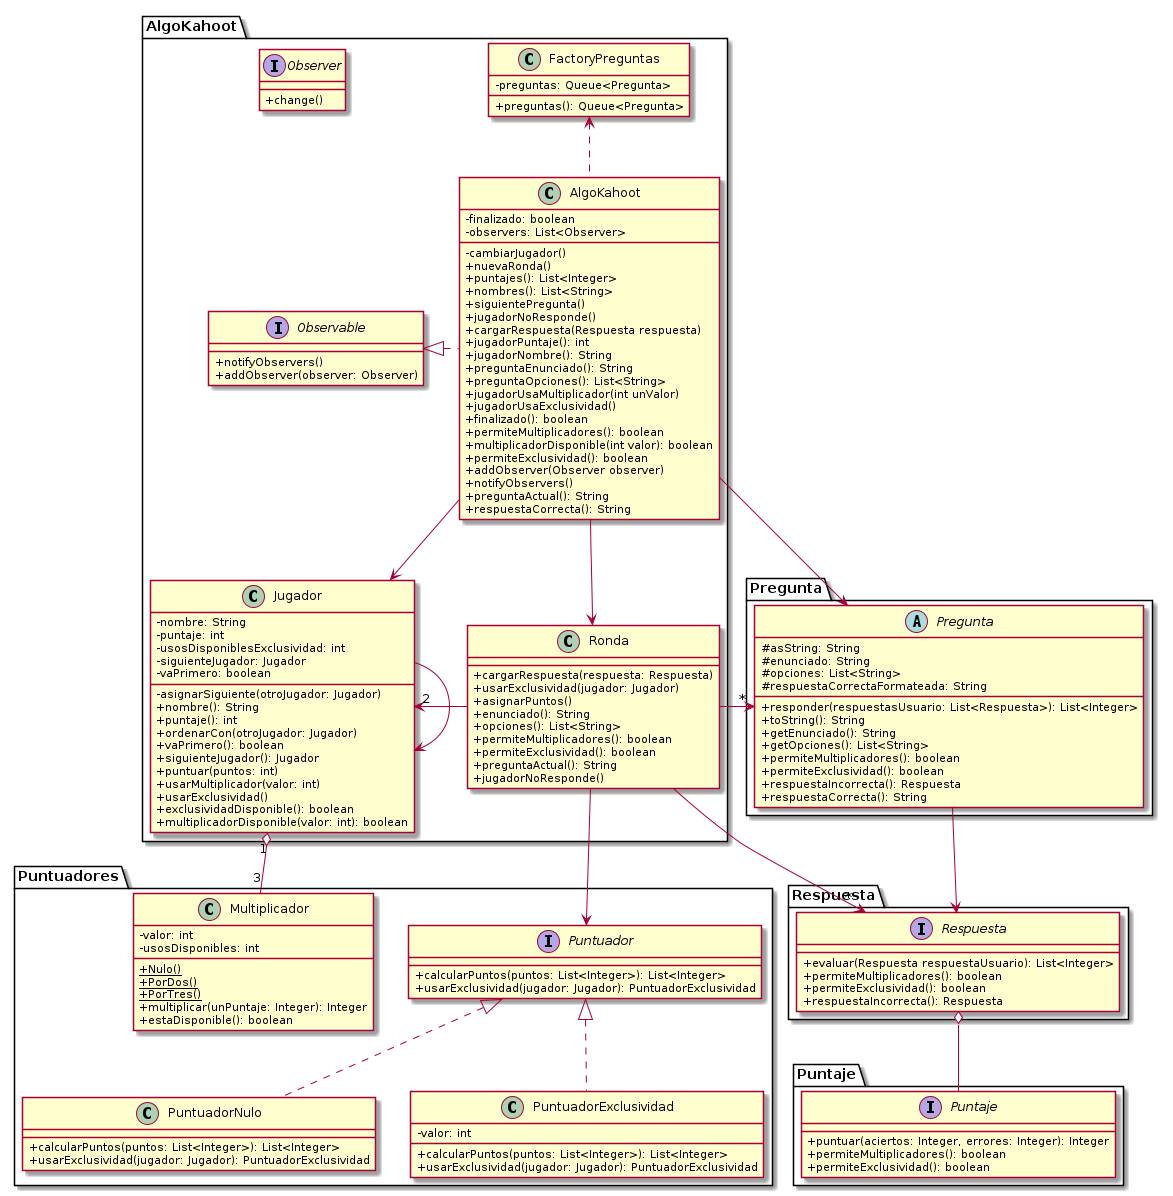 AlgoKahoot
I Observer
+change()
C FactoryPreguntas
-preguntas: Queue<Pregunta>
+preguntas(): Queue<Pregunta>
C AlgoKahoot
-finalizado: boolean
-observers: List<Observer>
-cambiarJugador()
+nuevaRonda()
+puntajes(): List<Integer>
+nombres(): List<String>
+siguientePregunta()
+jugadorNoResponde()
+cargarRespuesta(Respuesta respuesta)
+jugadorPuntaje(): int
+jugadorNombre(): String
+preguntaEnunciado(): String
+preguntaOpciones(): List<String>
+jugadorUsaMultiplicador(int unValor)
+jugadorUsaExclusividad()
+finalizado(): boolean
+permiteMultiplicadores(): boolean
+multiplicadorDisponible(int valor): boolean
+permiteExclusividad(): boolean
+addObserver(Observer observer)
+notifyObservers()
+preguntaActual(): String
+respuestaCorrecta(): String
I Observable
+notifyObservers()
+addObserver(observer: Observer)
C Jugador
-nombre: String
-puntaje: int
-usosDisponiblesExclusividad: int
-siguienteJugador: Jugador
-vaPrimero: boolean
-asignarSiguiente(otroJugador: Jugador)
+nombre(): String
+puntaje(): int
+ordenarCon(otroJugador: Jugador)
+vaPrimero(): boolean
+siguienteJugador(): Jugador
+puntuar(puntos: int)
+usarMultiplicador(valor: int)
+usarExclusividad()
+exclusividadDisponible(): boolean
+multiplicadorDisponible(valor: int): boolean
2
C Ronda
+cargarRespuesta(respuesta: Respuesta)
+usarExclusividad(jugador: Jugador)
+asignarPuntos()
+enunciado(): String
+opciones(): List<String>
+permiteMultiplicadores(): boolean
+permiteExclusividad(): boolean
+preguntaActual(): String
+jugadorNoResponde()
*
Pregunta
A Pregunta
#asString: String
#enunciado: String
#opciones: List<String>
#respuestaCorrectaFormateada: String
+responder(respuestasUsuario: List<Respuesta>): List<Integer>
+toString(): String
+getEnunciado(): String
+getOpciones(): List<String>
+permiteMultiplicadores(): boolean
+permiteExclusividad(): boolean
+respuestaIncorrecta(): Respuesta
+respuestaCorrecta(): String
1
3
Puntuadores
C Multiplicador
-valor: int
-usosDisponibles: int
+Nulo()
+PorDos()
+PorTres()
+multiplicar(unPuntaje: Integer): Integer
+estaDisponible(): boolean
I Puntuador
+calcularPuntos(puntos: List<Integer>): List<Integer>
+usarExclusividad(jugador: Jugador): PuntuadorExclusividad
C PuntuadorNulo
+calcularPuntos(puntos: List<Integer>): List<Integer>
+usarExclusividad(jugador: Jugador): PuntuadorExclusividad
C PuntuadorExclusividad
-valor: int
+calcularPuntos(puntos: List<Integer>): List<Integer>
+usarExclusividad(jugador: Jugador): PuntuadorExclusividad
Respuesta
*
I Respuesta
+evaluar(Respuesta respuestaUsuario): List<Integer>
+permiteMultiplicadores(): boolean
+permiteExclusividad(): boolean
+respuestaIncorrecta(): Respuesta
Puntaje
I Puntaje
+puntuar(aciertos: Integer, errores: Integer): Integer
+permiteMultiplicadores(): boolean
+permiteExclusividad(): boolean